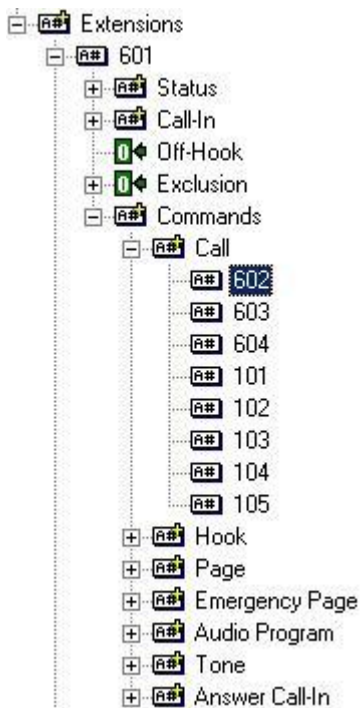 Extensions
601
Status
Call-In
Off-Hook
Exclusion
Commands
Call
602
603
604
101
102
103
104
105
Hook
Page
Emergency Page
Audio Program
Tone
Answer Call-In